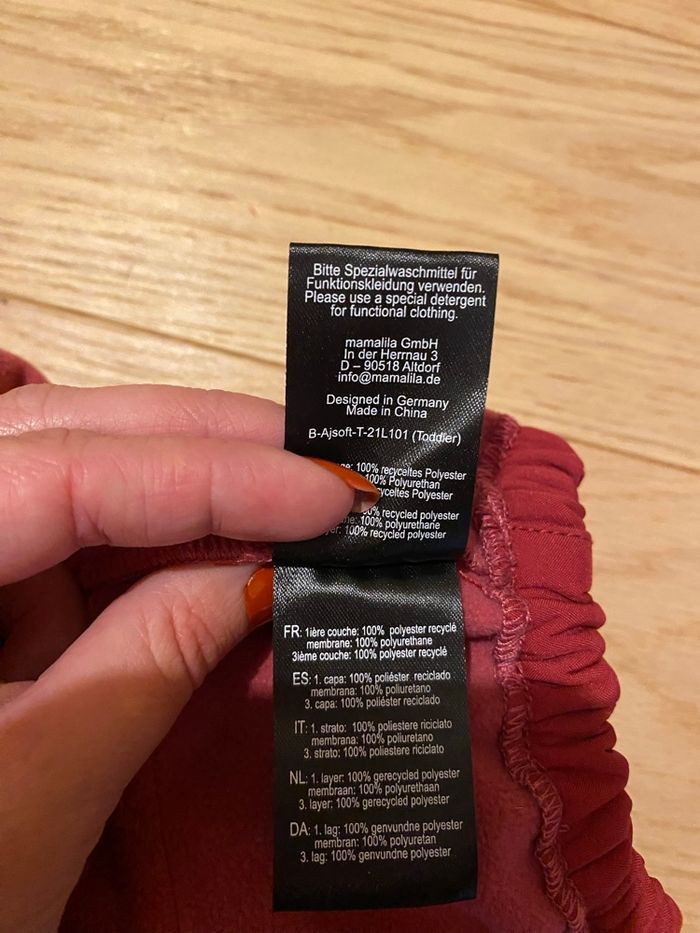 Bitte Spezialwaschmittel für
Funktionskleidung verwenden.
Please use a special detergent
for functional clothing.
mamalila GmbH
In der Herrnau 3
D – 90518 Altdorf
info@mamalila.de
Designed in Germany
Made in China
B-Ajsoft-T-21L101 (Toddler)
100% recyceltes Polyester
100% Polyurethan
Polyester
recycled polyester
100% polyurethane
100% recycled polyester
FR: 1ière couche: 100% polyester recyclé
membrane: 100% polyurethane
3ième couche: 100% polyester recyclé
ES: 1. capa: 100% poliéster reciclado
membrana: 100% poliuretano
3. capa: 100% poliéster reciclado
IT: 1. strato: 100% poliestere riciclato
membrana: 100% poliuretano
3. strato: 100% poliestere riciclato
NL: 1. layer: 100% gerecycled polyester
membraan: 100% polyurethaan
3. layer: 100% gerecycled polyester
DA: 1. lag: 100% genvundne polyester
membran: 100% polyuretan
3. lag: 100% genvundne polyester